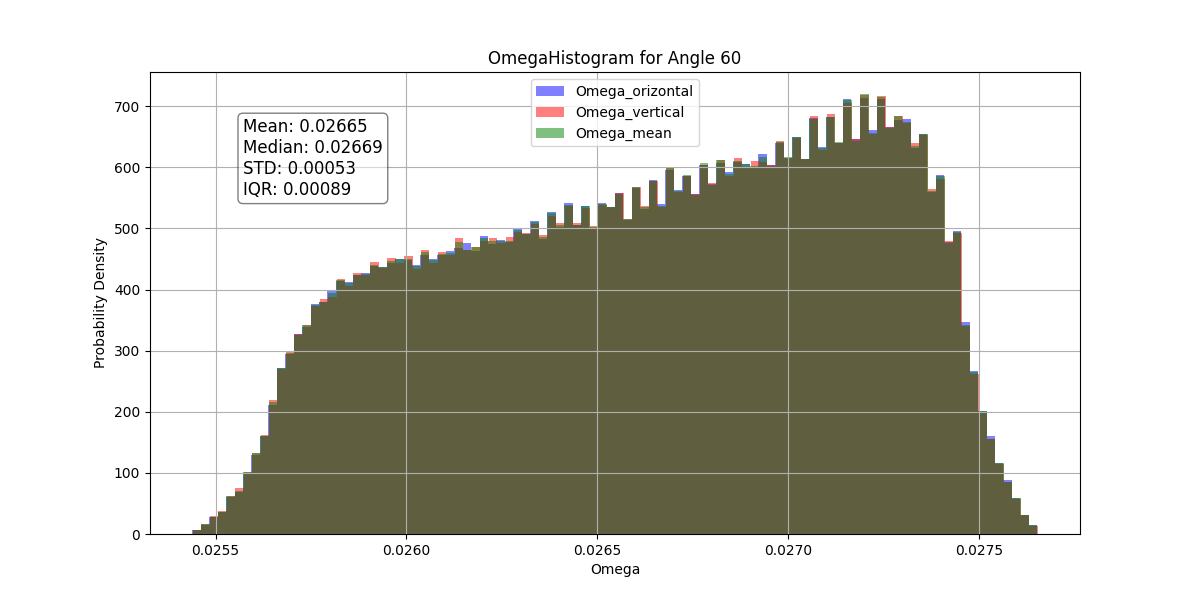 OmegaHistogram for Angle 60
Omega_orizontal
Omega_vertical
Omega_mean
Mean: 0.02665
Median: 0.02669
STD: 0.00053
IQR: 0.00089
Probability Density
700
600
500
400
300
200
100
0
0.0255 0.0260 0.0265 0.0270 0.0275
Omega